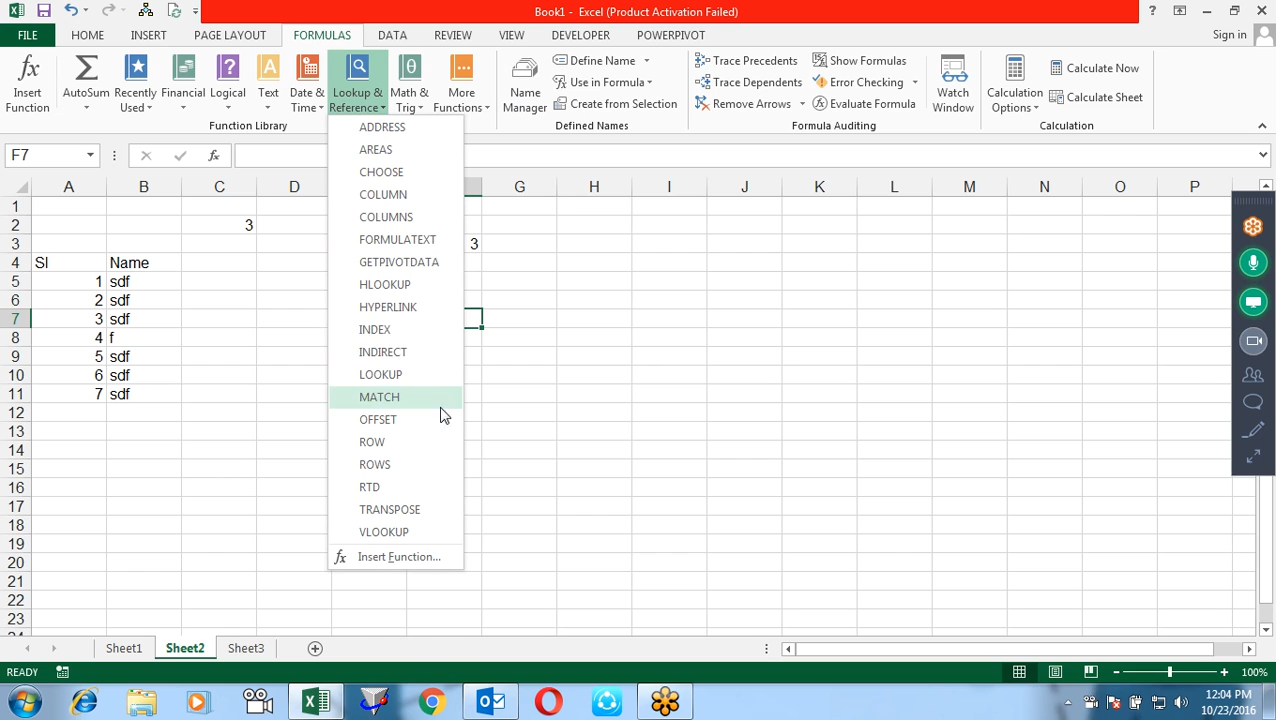 Book1 - Excel (Product Activation Failed)
FILE HOME INSERT PAGE LAYOUT FORMULAS DATA REVIEW VIEW DEVELOPER POWERPIVOT Sign in
Insert Function
AutoSum
Recently Used
Financial
Logical
Text
Date & Time
Lookup & Reference
Math & Trig
More Functions
Function Library
Name Manager
Define Name
Use in Formula
Create from Selection
Defined Names
Trace Precedents
Trace Dependents
Remove Arrows
Show Formulas
Error Checking
Evaluate Formula
Formula Auditing
Watch Window
Calculation Options
Calculate Now
Calculate Sheet
Calculation
F7
fx
A B C D G H I J K L M N O P
1
2 3
3 3
4 Sl Name
5 1 sdf
6 2 sdf
7 3 sdf
8 4 f
9 5 sdf
10 6 sdf
11 7 sdf
12
13
14
15
16
17
18
19
20
21
22
23
24
ADDRESS
AREAS
CHOOSE
COLUMN
COLUMNS
FORMULATEXT
GETPIVOTDATA
HLOOKUP
HYPERLINK
INDEX
INDIRECT
LOOKUP
MATCH
OFFSET
ROW
ROWS
RTD
TRANSPOSE
VLOOKUP
fx Insert Function...
Sheet1 Sheet2 Sheet3
READY 100%
12:04 PM
10/23/2016